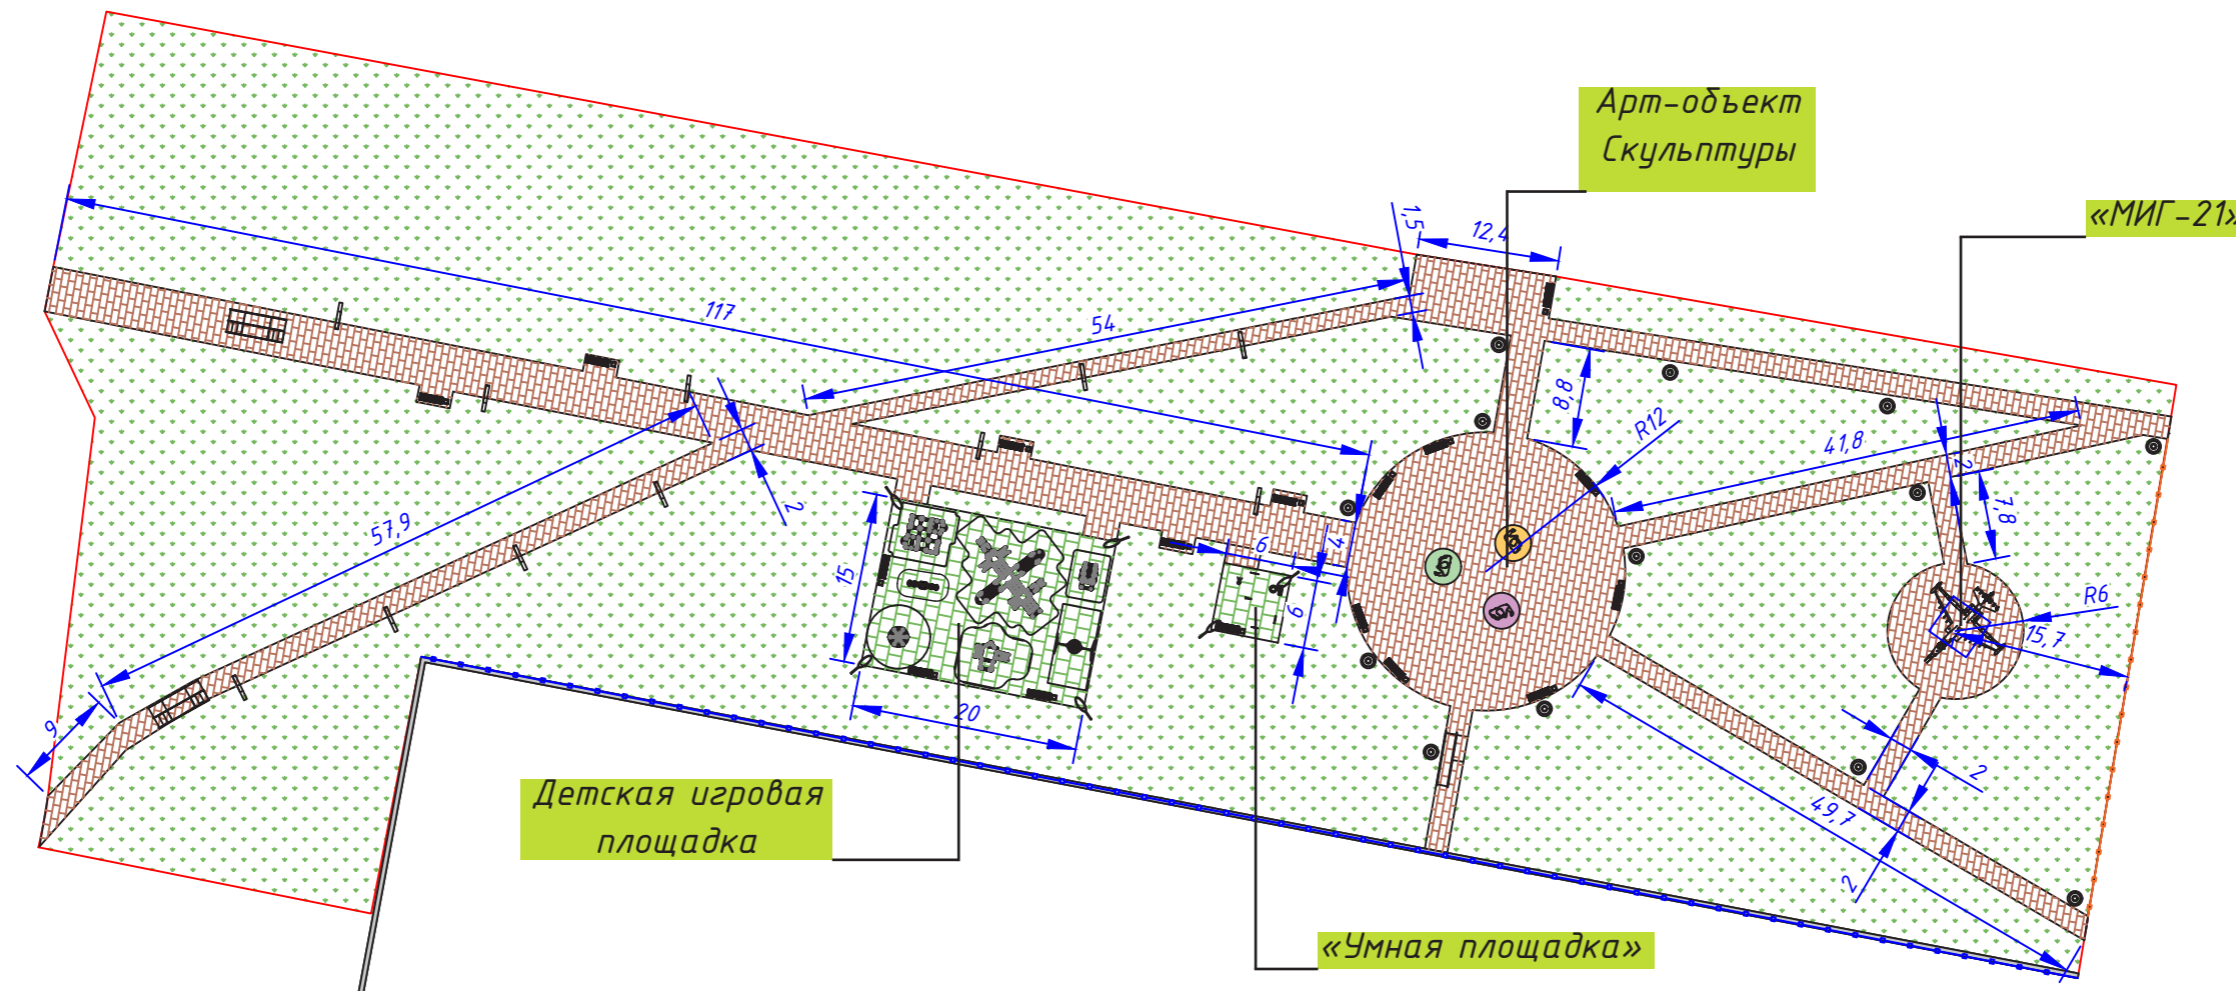 Арт-объект
Скульптуры
«МИГ-21»
1,5
12,4
117
54
8,8
R12
41,8
2
7,8
57,9
2
15
6
4
6
R6
15,7
9
20
2
49,7
2
Детская игровая
площадка
«Умная площадка»